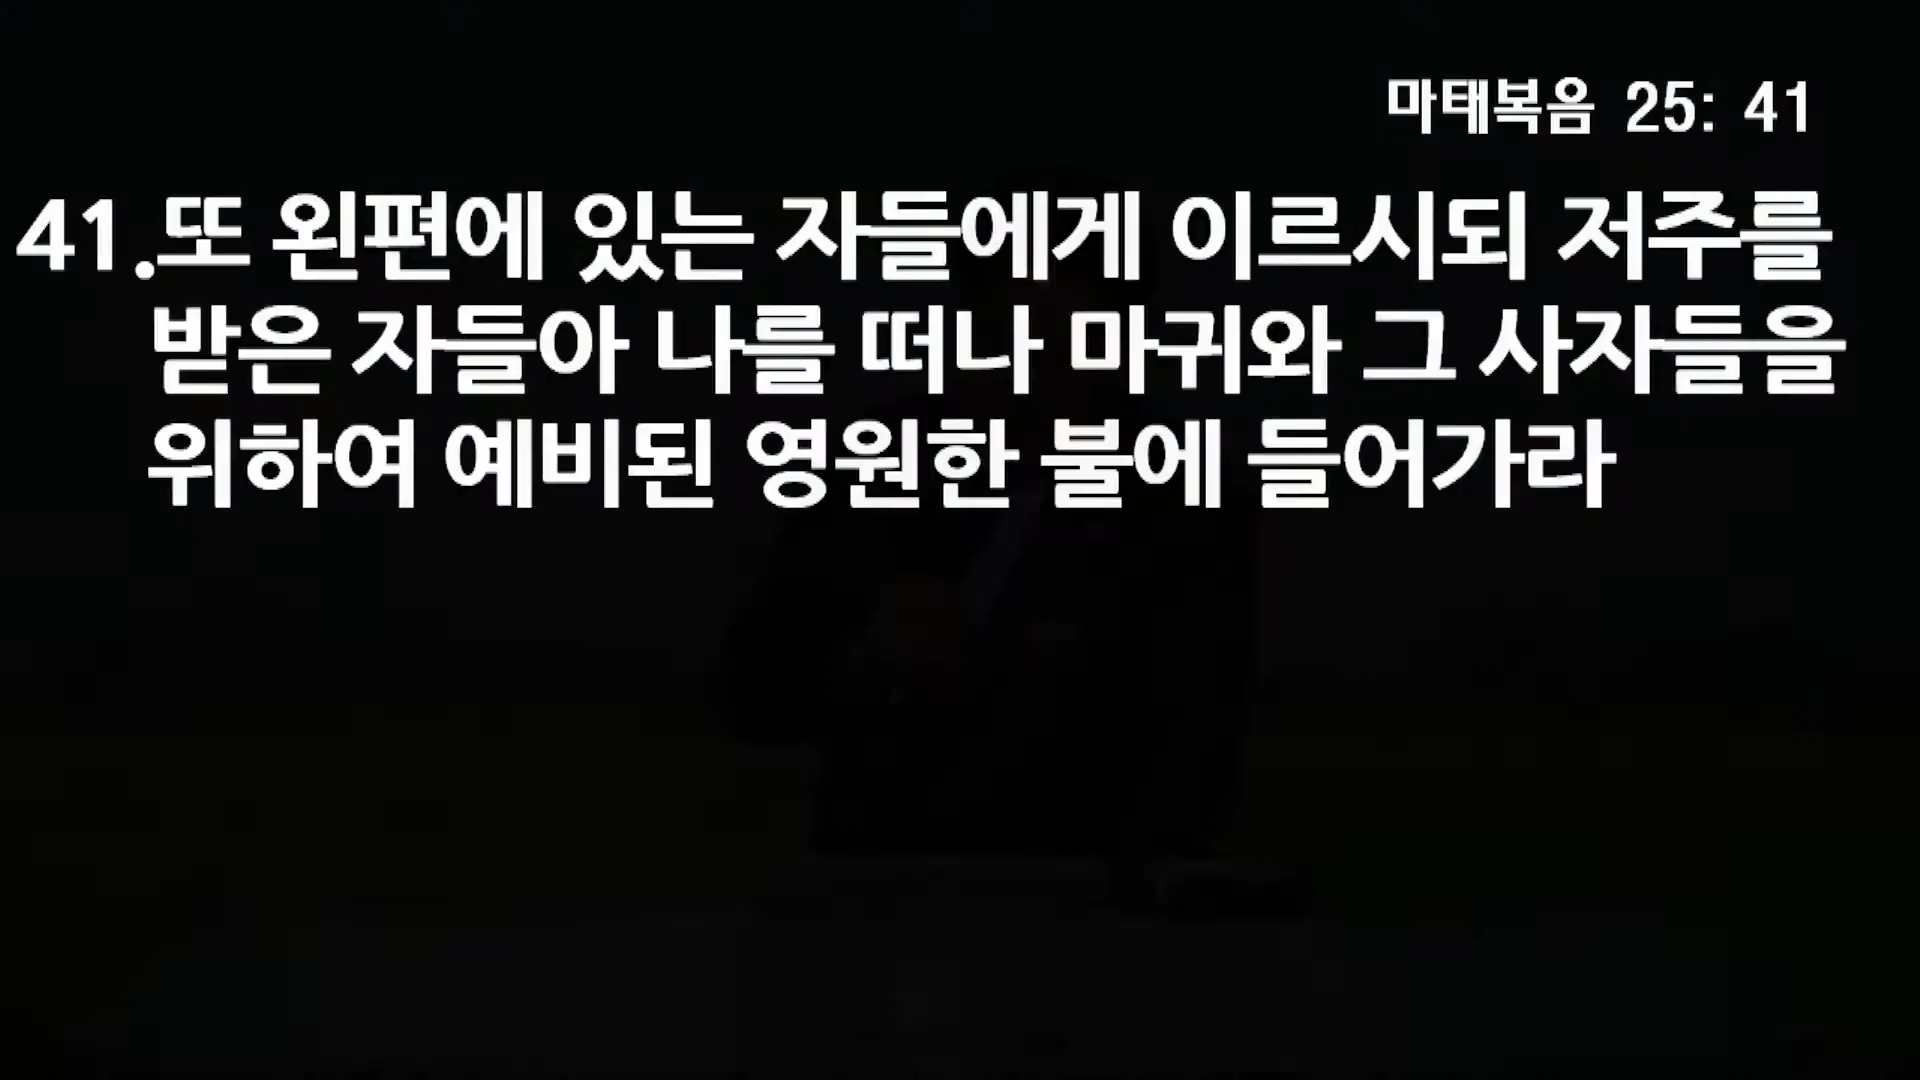 마태복음 25: 41
41.또 왼편에 있는 자들에게 이르시되 저주를
받은 자들아 나를 떠나 마귀와 그 사자들을
위하여 예비된 영원한 불에 들어가라